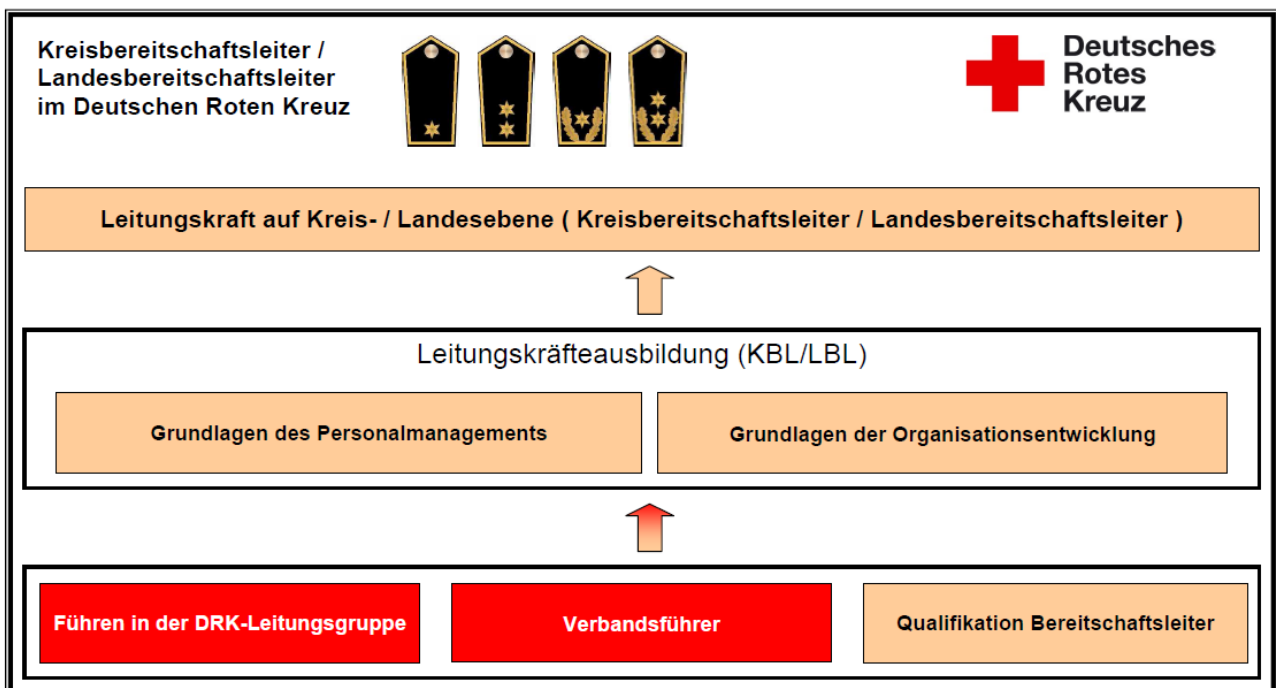 Kreisbereitschaftsleiter /
Landesbereitschaftsleiter
im Deutschen Roten Kreuz
Deutsches
Rotes
Kreuz
Leitungskraft auf Kreis- / Landesebene ( Kreisbereitschaftsleiter / Landesbereitschaftsleiter )
Leitungskräfteausbildung (KBL/LBL)
Grundlagen des Personalmanagements
Grundlagen der Organisationsentwicklung
Führen in der DRK-Leitungsgruppe
Verbandsführer
Qualifikation Bereitschaftsleiter